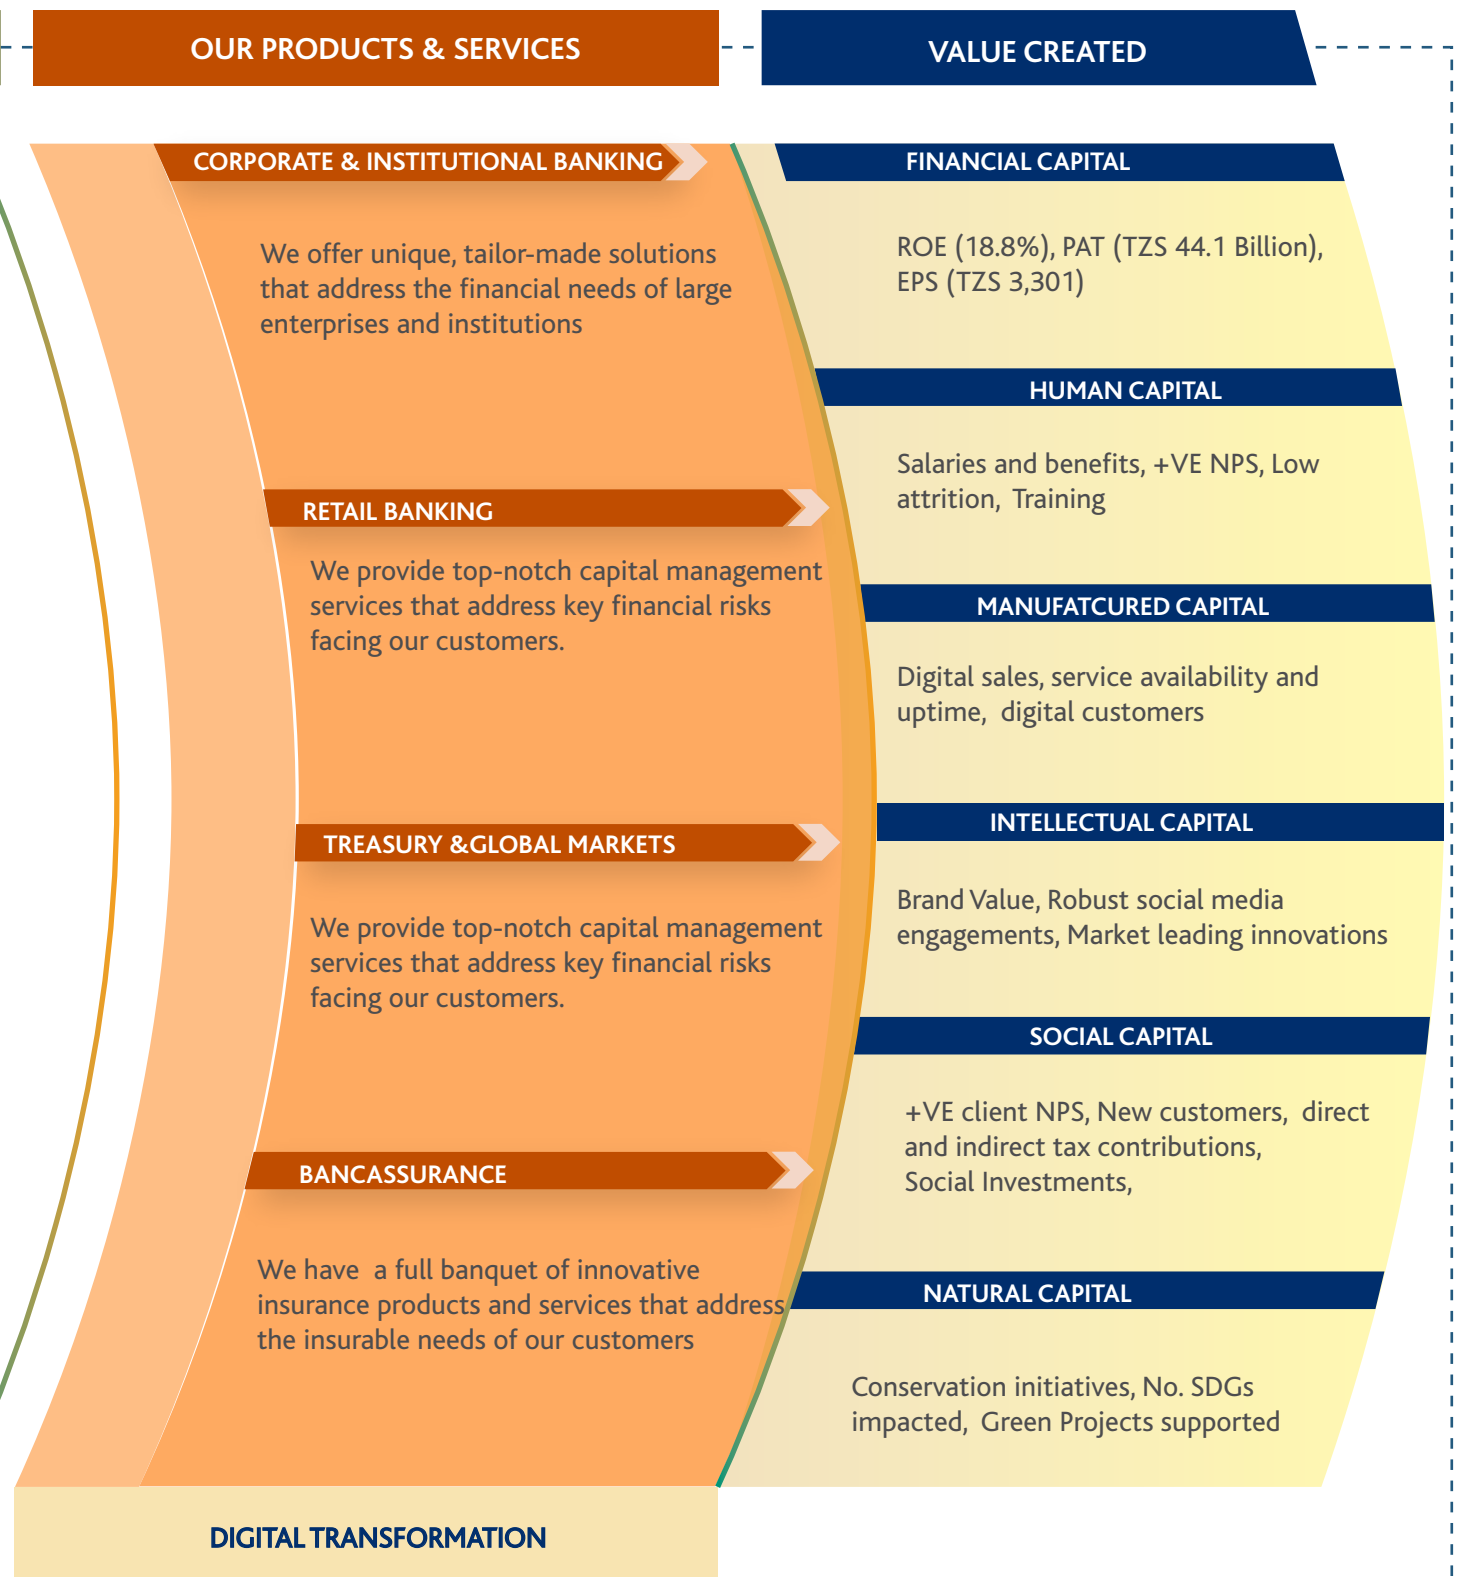 OUR PRODUCTS & SERVICES
CORPORATE & INSTITUTIONAL BANKING
We offer unique, tailor-made solutions
that address the financial needs of large
enterprises and institutions
RETAIL BANKING
We provide top-notch capital management
services that address key financial risks
facing our customers.
TREASURY &GLOBAL MARKETS
We provide top-notch capital management
services that address key financial risks
facing our customers.
BANCASSURANCE
We have a full banquet of innovative
insurance products and services that address
the insurable needs of our customers
DIGITAL TRANSFORMATION
VALUE CREATED
FINANCIAL CAPITAL
ROE (18.8%), PAT (TZS 44.1 Billion),
EPS (TZS 3,301)
HUMAN CAPITAL
Salaries and benefits, +VE NPS, Low
attrition, Training
MANUFATCURED CAPITAL
Digital sales, service availability and
uptime, digital customers
INTELLECTUAL CAPITAL
Brand Value, Robust social media
engagements, Market leading innovations
SOCIAL CAPITAL
+VE client NPS, New customers, direct
and indirect tax contributions,
Social Investments,
NATURAL CAPITAL
Conservation initiatives, No. SDGs
impacted, Green Projects supported